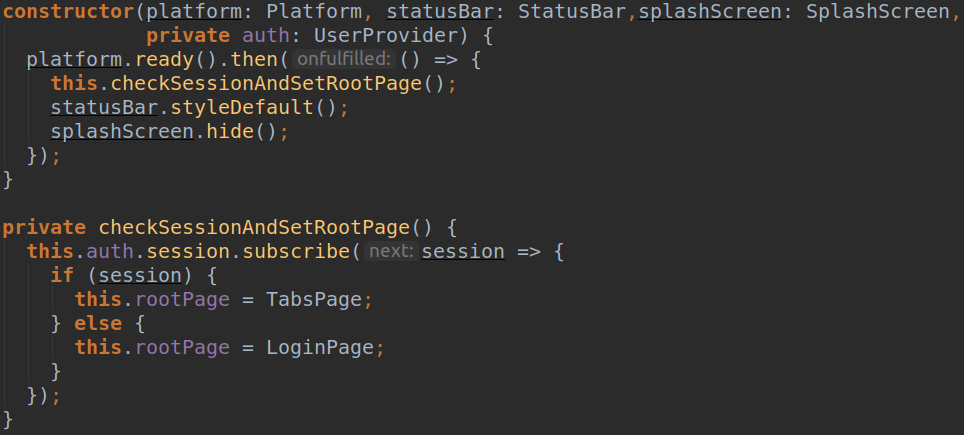 constructor(platform: Platform, statusBar: StatusBar,splashScreen: SplashScreen,
            private auth: UserProvider) {
  platform.ready().then( onfulfilled: () => {
    this.checkSessionAndSetRootPage();
    statusBar.styleDefault();
    splashScreen.hide();
  });
}

private checkSessionAndSetRootPage() {
  this.auth.session.subscribe( next: session => {
    if (session) {
      this.rootPage = TabsPage;
    } else {
      this.rootPage = LoginPage;
    }
  });
}